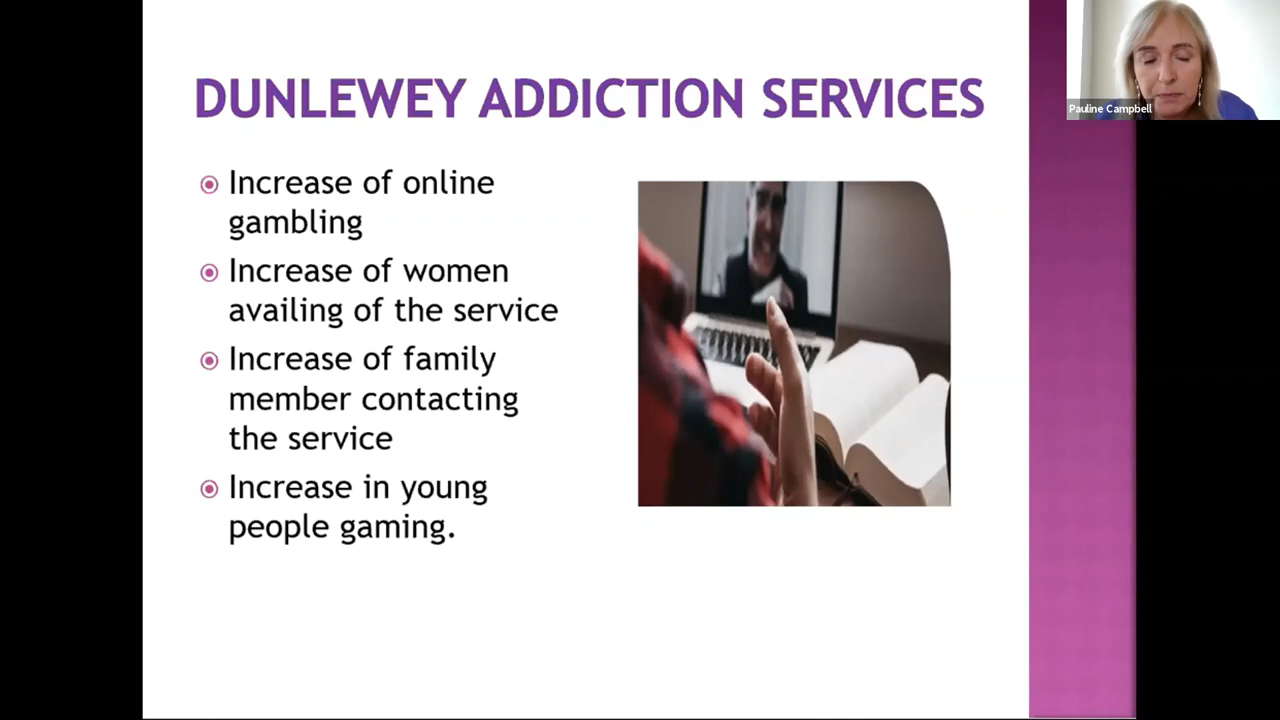 DUNLEWEY ADDICTION SERVICES
Increase of online
gambling
Increase of women
availing of the service
Increase of family
member contacting
the service
Increase in young
people gaming.
Pauline Campbell